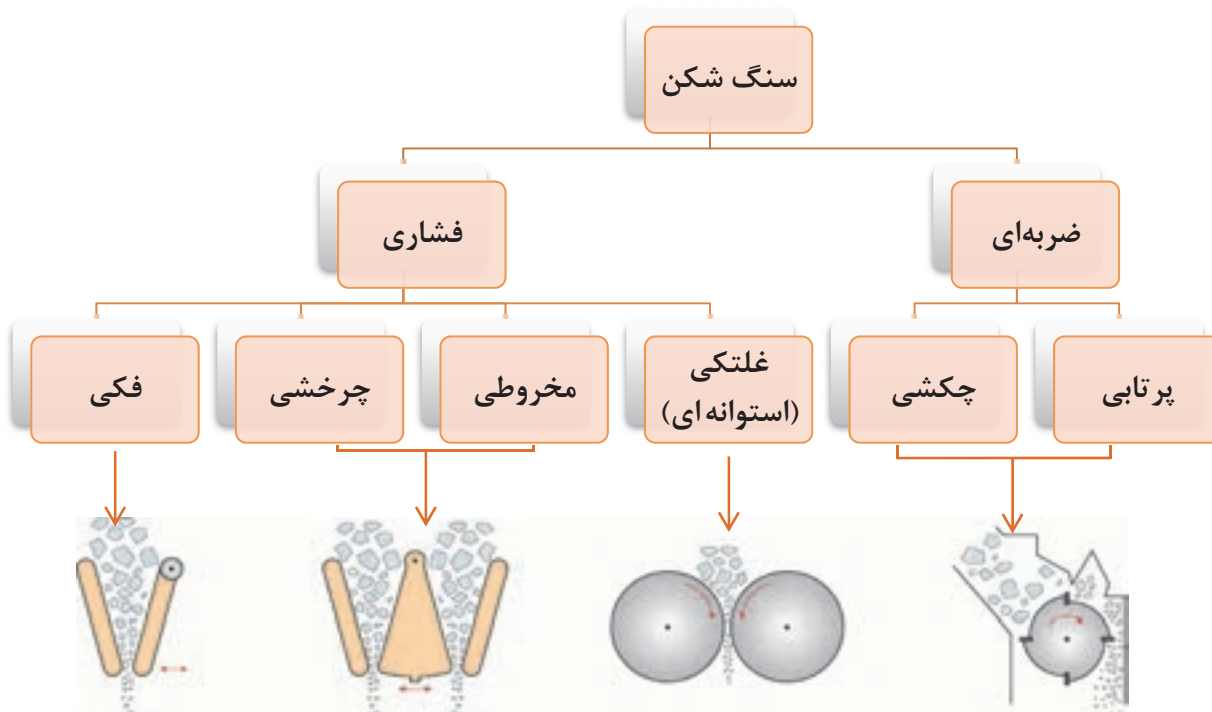 سنگ شکن
ضربه‌ای
فشاری
پرتابی
چکشی
غلتکی
(استوانه ای)
مخروطی
چرخشی
فکی